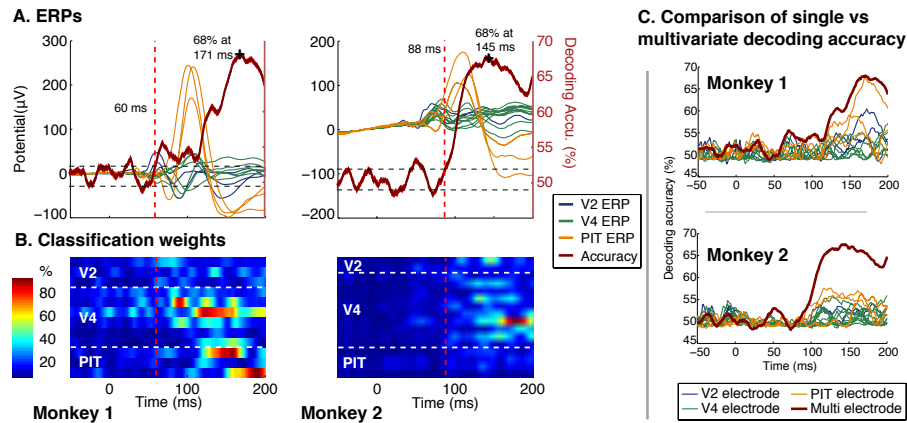 A. ERPs
68% at
171 ms
60 ms
300
200
100
0
−100
Potential(μV)
68% at
145 ms
88 ms
200
100
0
−100
−200
70
65
60
55
50
Decoding Accu.
(%)
V2 ERP
V4 ERP
PIT ERP
Accuracy
B. Classification weights
%
80
60
40
20
V2
V4
PIT
0 100 200
Time (ms)
Monkey 1
V2
V4
PIT
0 100 200
Time (ms)
Monkey 2
C. Comparison of single vs
multivariate decoding accuracy
Monkey 1
70
65
60
55
50
45
−50 0 50 100 150 200
Decoding accuracy (%)
Monkey 2
70
65
60
55
50
45
−50 0 50 100 150 200
Time (ms)
V2 electrode
PIT electrode
V4 electrode
Multi electrode